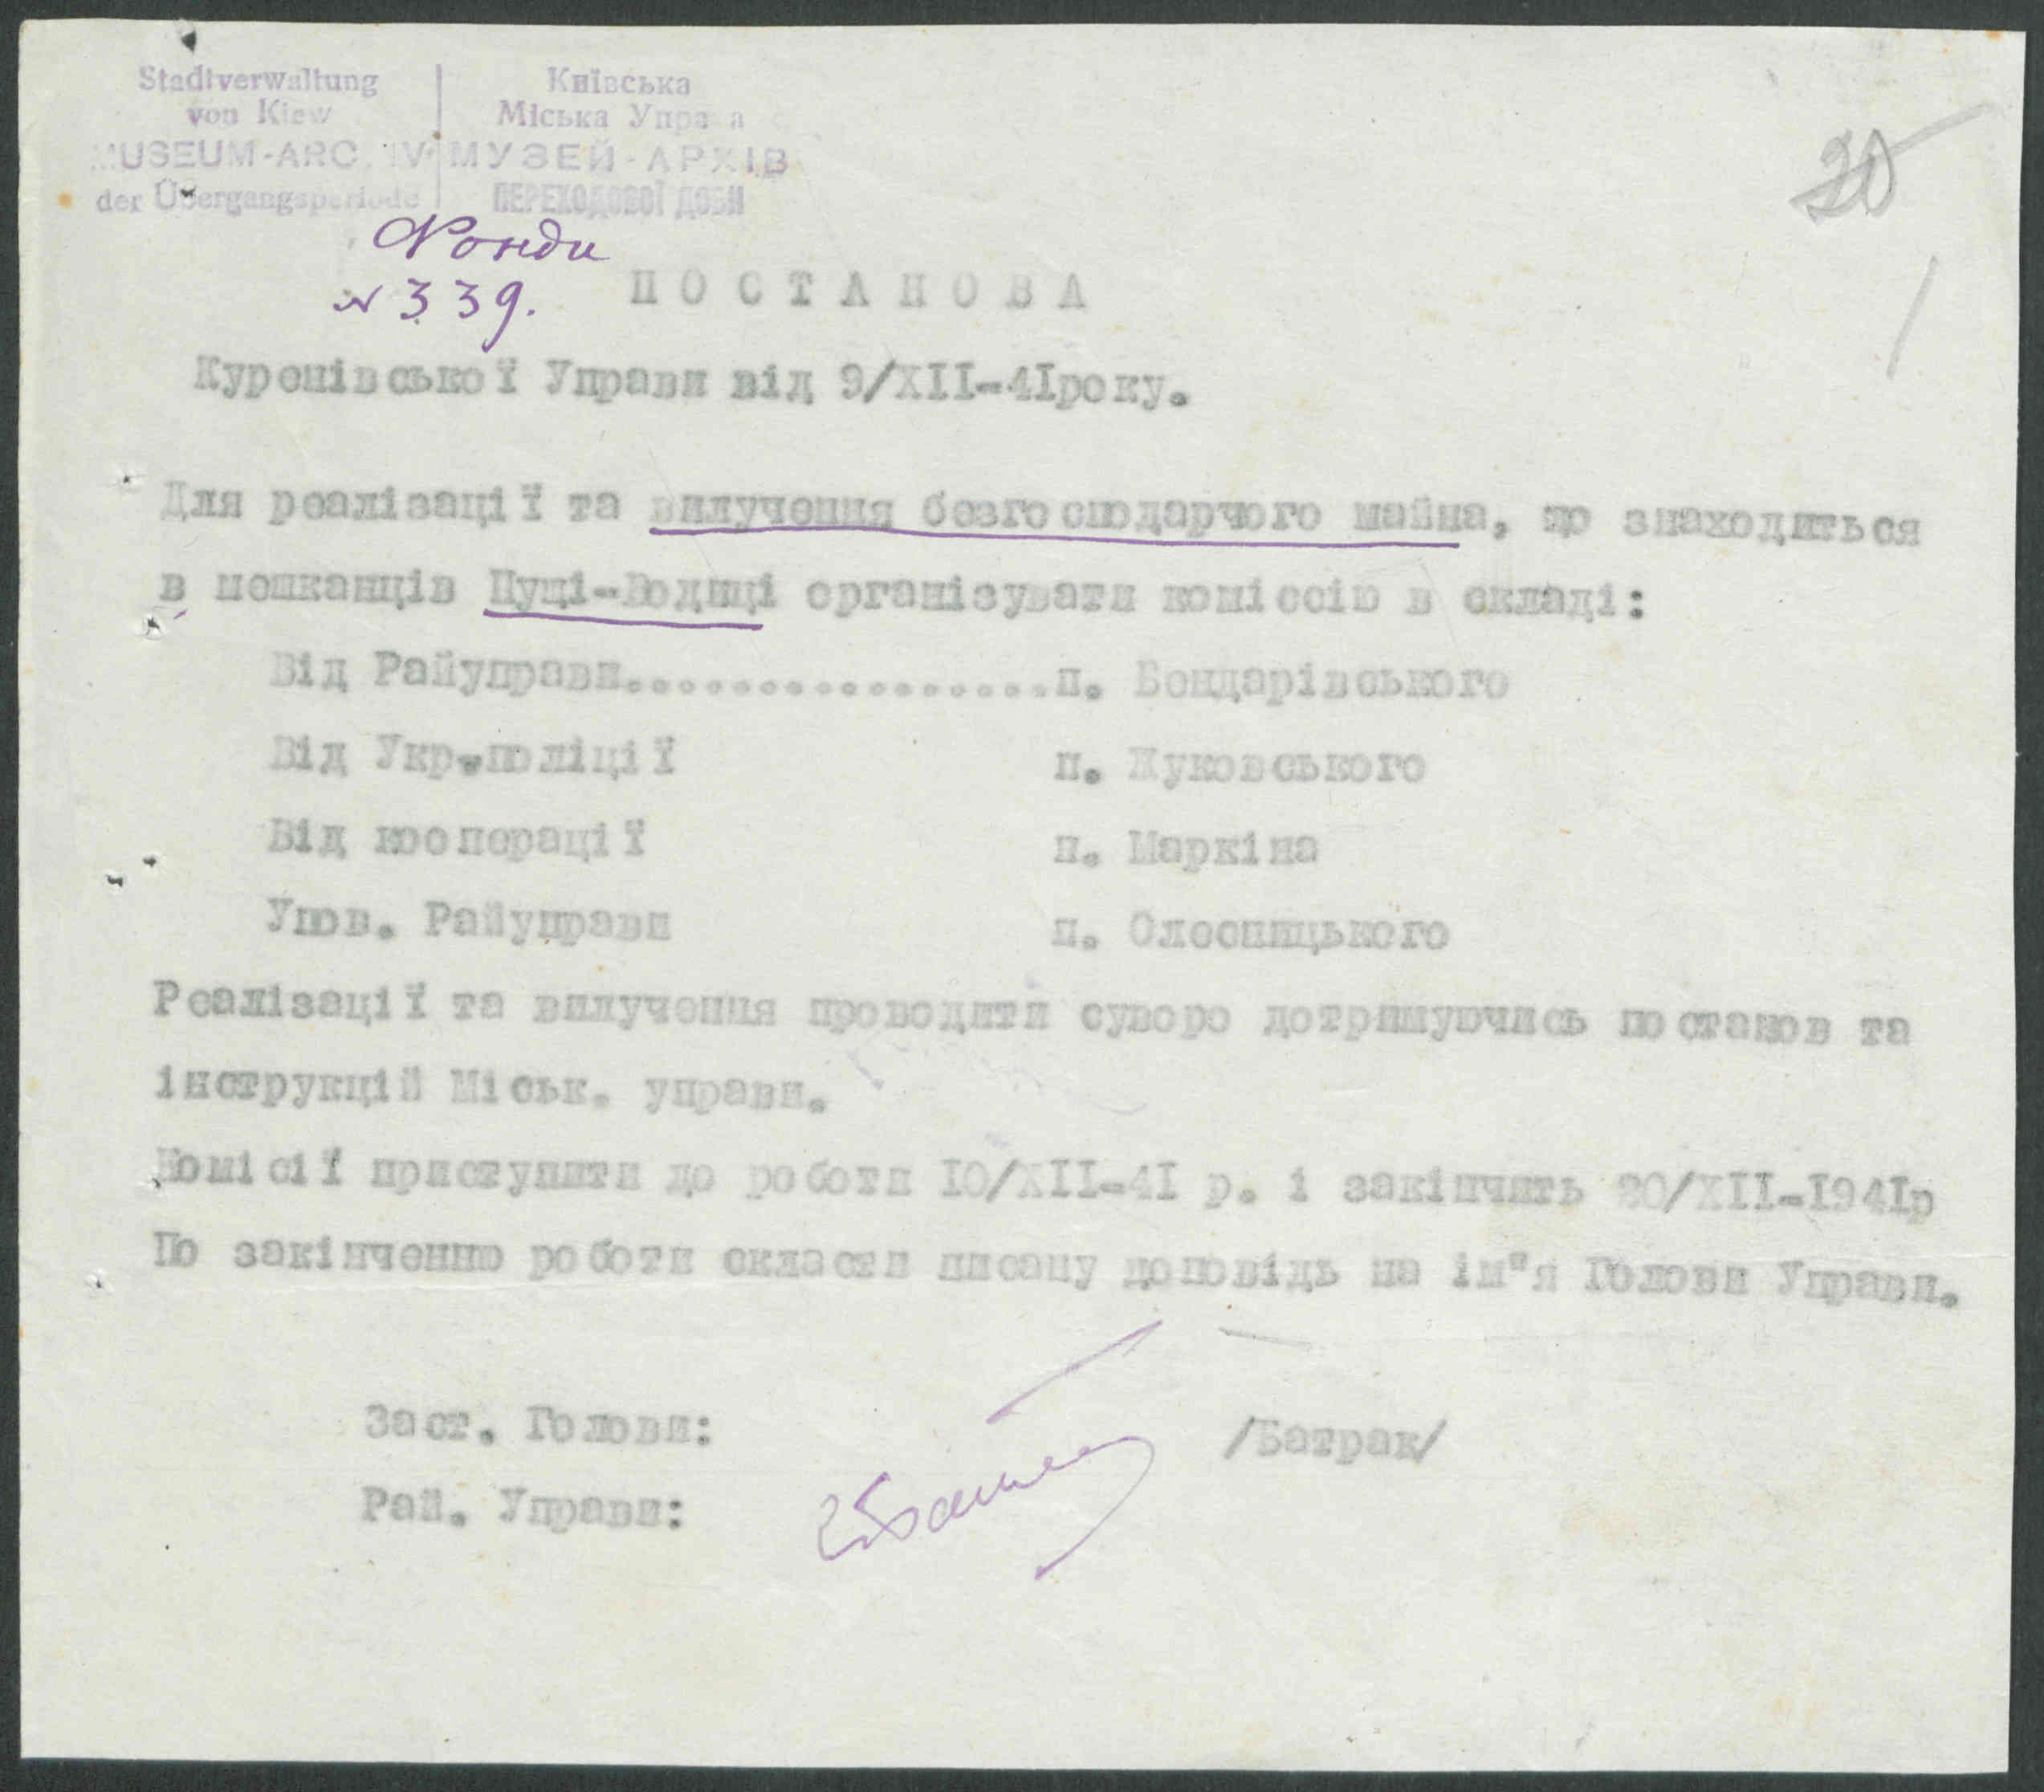 Stadtverwaltung
von Kiew
MUSEUM-ARCHIV
der Übergangsperiode
Київська
Міська Управа
МУЗЕЙ-АРХІВ
ПЕРЕХОДОВОЇ ДОБИ
20
Фонди
№ 339.
ПОСТАНОВА
Куренівської Управи від 9/XII-41року.
Для реалізації та вилучення безгосподарчого майна, що знаходиться
в мешканців Пущі-Водиці організувати коміссію в складі:
Від Райуправи.................п. Бондарівського
Від Укр.поліції п. Жуковського
Від кооперації п. Маркіна
Упов. Райуправи п. Олесницького
Реалізації та вилучення проводити суворо дотримуючись постанов та
інструкцій Міськ. управи.
Комісії приступити до роботи 10/XII-41 р. і закінчить 20/XII-1941р
По закінченню роботи скласти писану доповідь на ім"я Голови Управи.
Заст. Голови:
/Батрак/
Рай. Управи: